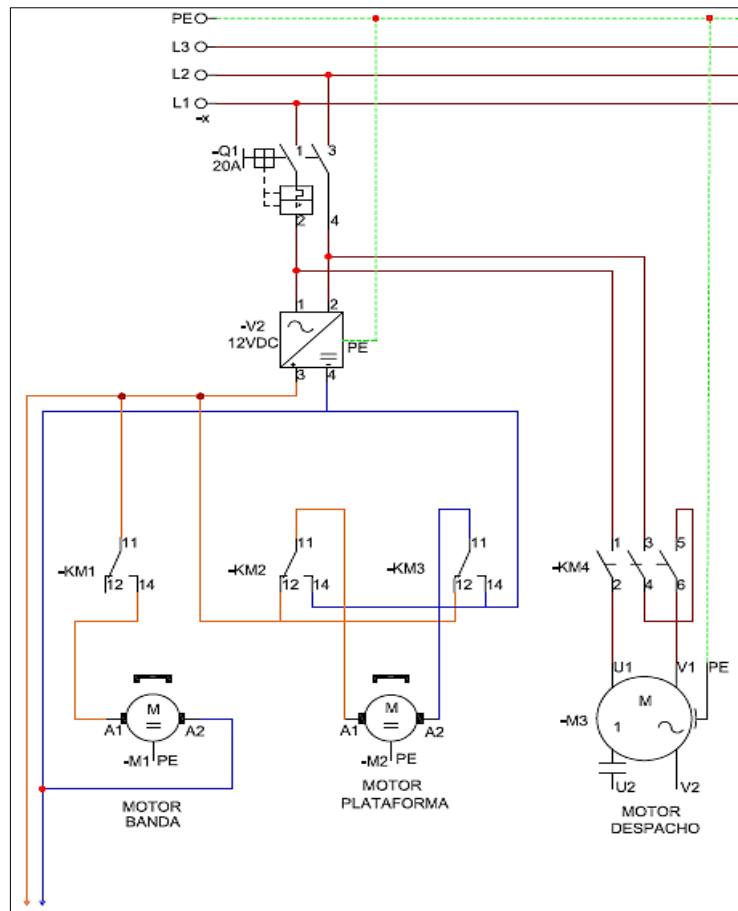 PE
L3
L2
L1
-x
-Q1
20A
1 3
2 4
1 2
-V2
12VDC
PE
+ -
3 4
11
-KM1
12 14
11
-KM2
12 14
11
-KM3
12 14
1 3 5
-KM4
2 4 6
M
A1 A2
-M1 PE
MOTOR
BANDA
M
A1 A2
-M2 PE
MOTOR
PLATAFORMA
U1 V1 PE
M
-M3
1
U2 V2
MOTOR
DESPACHO